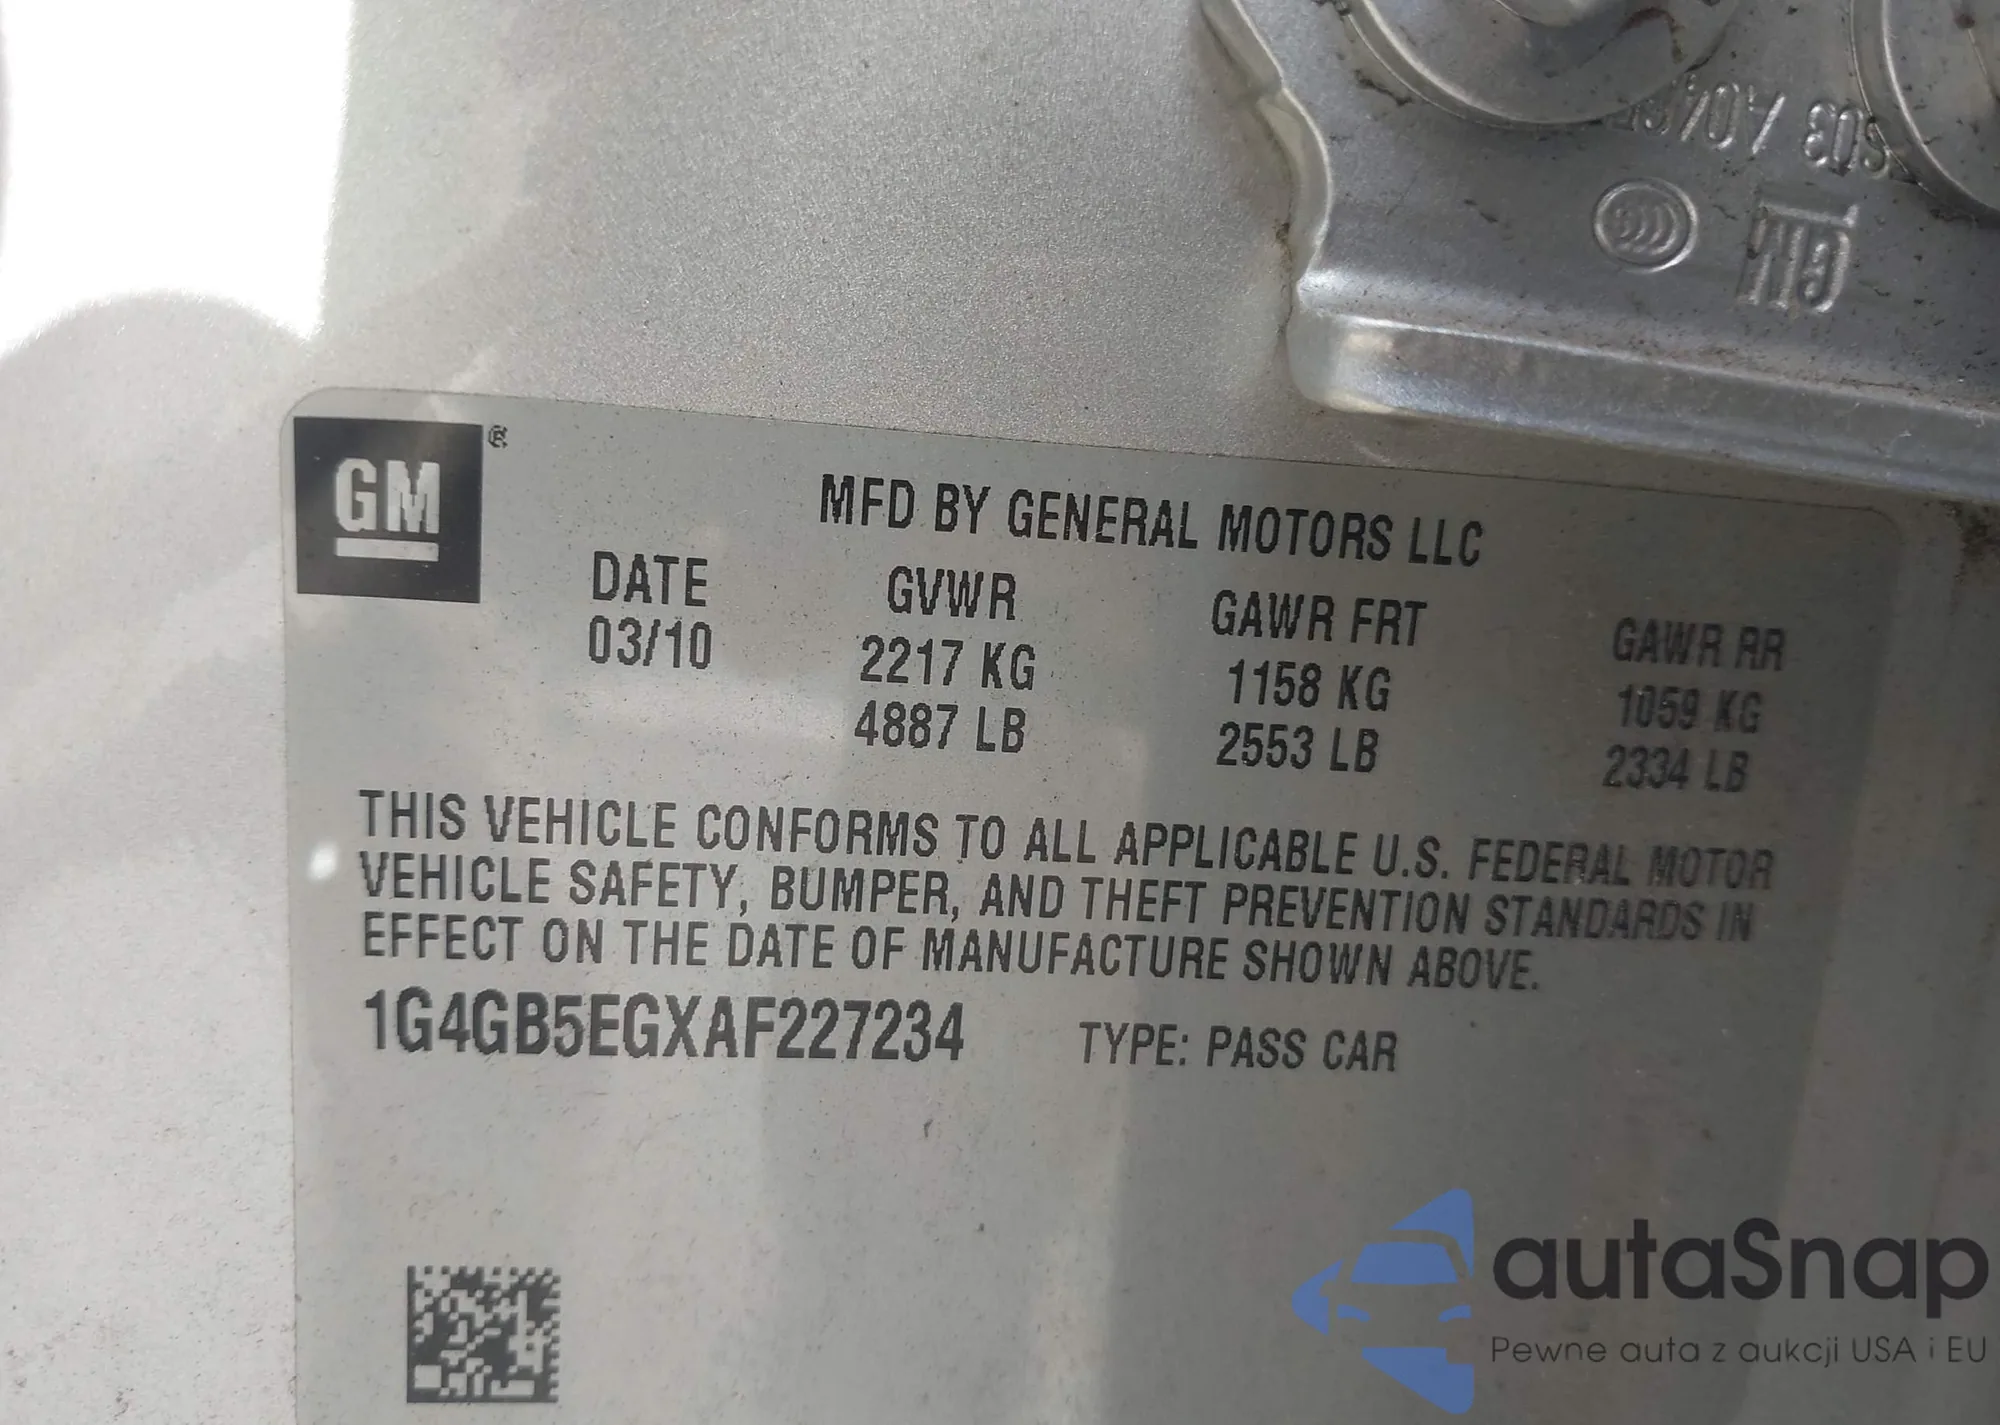 S03 A04
GM
GM ®
MFD BY GENERAL MOTORS LLC
DATE GVWR GAWR FRT GAWR RR
03/10 2217 KG 1158 KG 1059 KG
4887 LB 2553 LB 2334 LB
THIS VEHICLE CONFORMS TO ALL APPLICABLE U.S. FEDERAL MOTOR
VEHICLE SAFETY, BUMPER, AND THEFT PREVENTION STANDARDS IN
EFFECT ON THE DATE OF MANUFACTURE SHOWN ABOVE.
1G4GB5EGXAF227234 TYPE: PASS CAR
autaSnap
Pewne auta z aukcji USA i EU